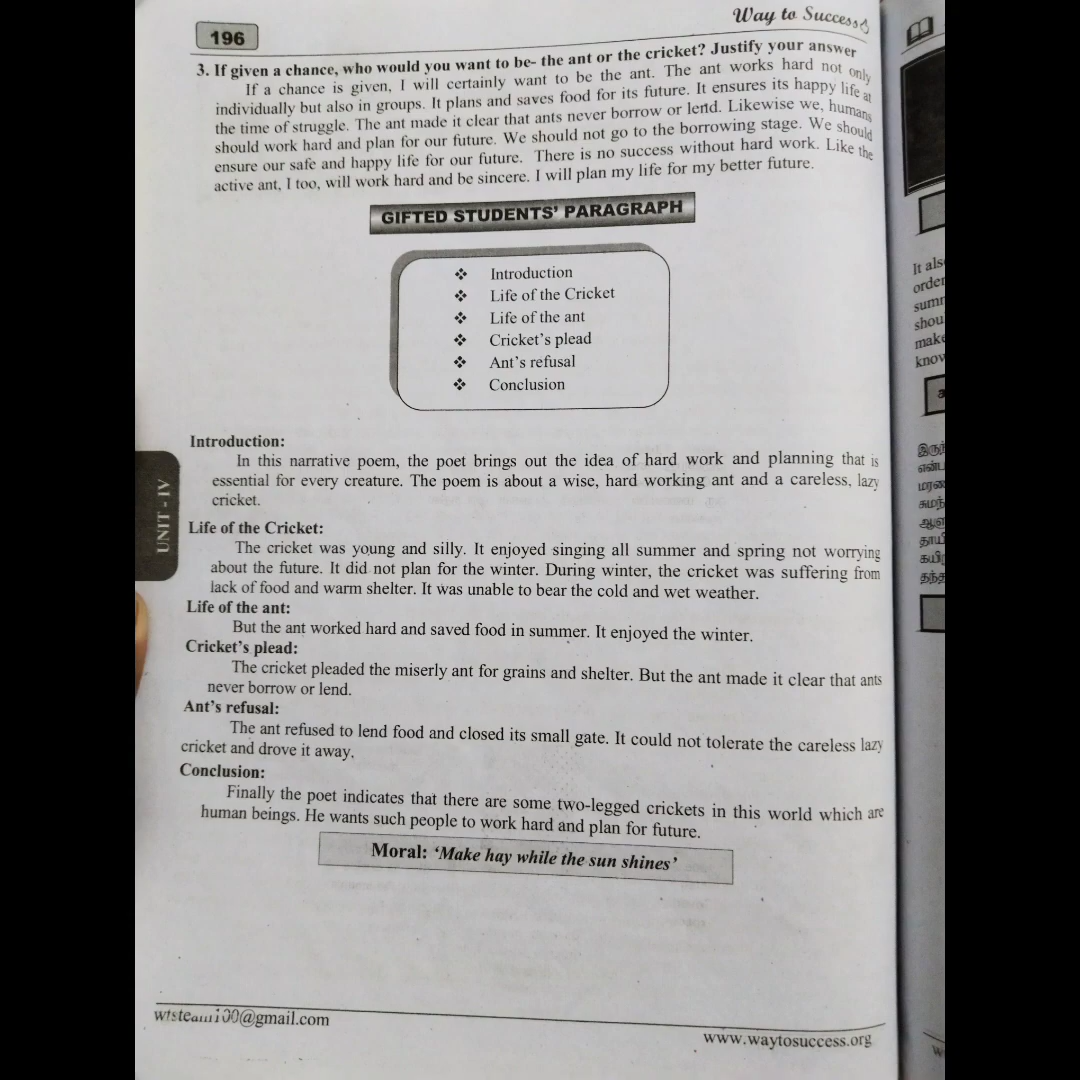 196
Way to Success
3. If given a chance, who would you want to be- the ant or the cricket? Justify your answer
If a chance is given, I will certainly want to be the ant. The ant works hard not only
individually but also in groups. It plans and saves food for its future. It ensures its happy life at
the time of struggle. The ant made it clear that ants never borrow or lend. Likewise we, humans
should work hard and plan for our future. We should not go to the borrowing stage. We should
ensure our safe and happy life for our future. There is no success without hard work. Like the
active ant, I too, will work hard and be sincere. I will plan my life for my better future.
GIFTED STUDENTS' PARAGRAPH
❖ Introduction
❖ Life of the Cricket
❖ Life of the ant
❖ Cricket's plead
❖ Ant's refusal
❖ Conclusion
Introduction:
In this narrative poem, the poet brings out the idea of hard work and planning that is
essential for every creature. The poem is about a wise, hard working ant and a careless, lazy
cricket.
Life of the Cricket:
The cricket was young and silly. It enjoyed singing all summer and spring not worrying
about the future. It did not plan for the winter. During winter, the cricket was suffering from
lack of food and warm shelter. It was unable to bear the cold and wet weather.
Life of the ant:
But the ant worked hard and saved food in summer. It enjoyed the winter.
Cricket's plead:
The cricket pleaded the miserly ant for grains and shelter. But the ant made it clear that ants
never borrow or lend.
Ant's refusal:
The ant refused to lend food and closed its small gate. It could not tolerate the careless lazy
cricket and drove it away.
Conclusion:
Finally the poet indicates that there are some two-legged crickets in this world which are
human beings. He wants such people to work hard and plan for future.
Moral: 'Make hay while the sun shines'
UNIT - IV
www.waytosuccess.org
It als
order
summ
shou
make
know